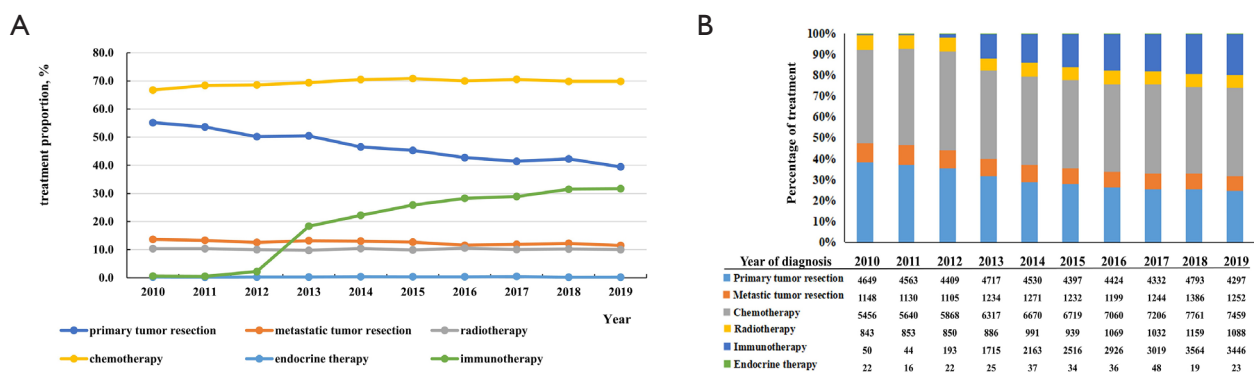 A
treatment proportion, %
80.0
70.0
60.0
50.0
40.0
30.0
20.0
10.0
0.0
2010 2011 2012 2013 2014 2015 2016 2017 2018 2019
Year
primary tumor resection metastatic tumor resection radiotherapy
chemotherapy endocrine therapy immunotherapy
B
Percentage of treatment
100%
90%
80%
70%
60%
50%
40%
30%
20%
10%
0%
Year of diagnosis 2010 2011 2012 2013 2014 2015 2016 2017 2018 2019
Primary tumor resection 4649 4563 4409 4717 4530 4397 4424 4332 4793 4297
Metastic tumor resection 1148 1130 1105 1234 1271 1232 1199 1244 1386 1252
Chemotherapy 5456 5640 5868 6317 6670 6719 7060 7206 7761 7459
Radiotherapy 843 853 850 886 991 939 1069 1032 1159 1088
Immunotherapy 50 44 193 1715 2163 2516 2926 3019 3564 3446
Endocrine therapy 22 16 22 25 37 34 36 48 19 23